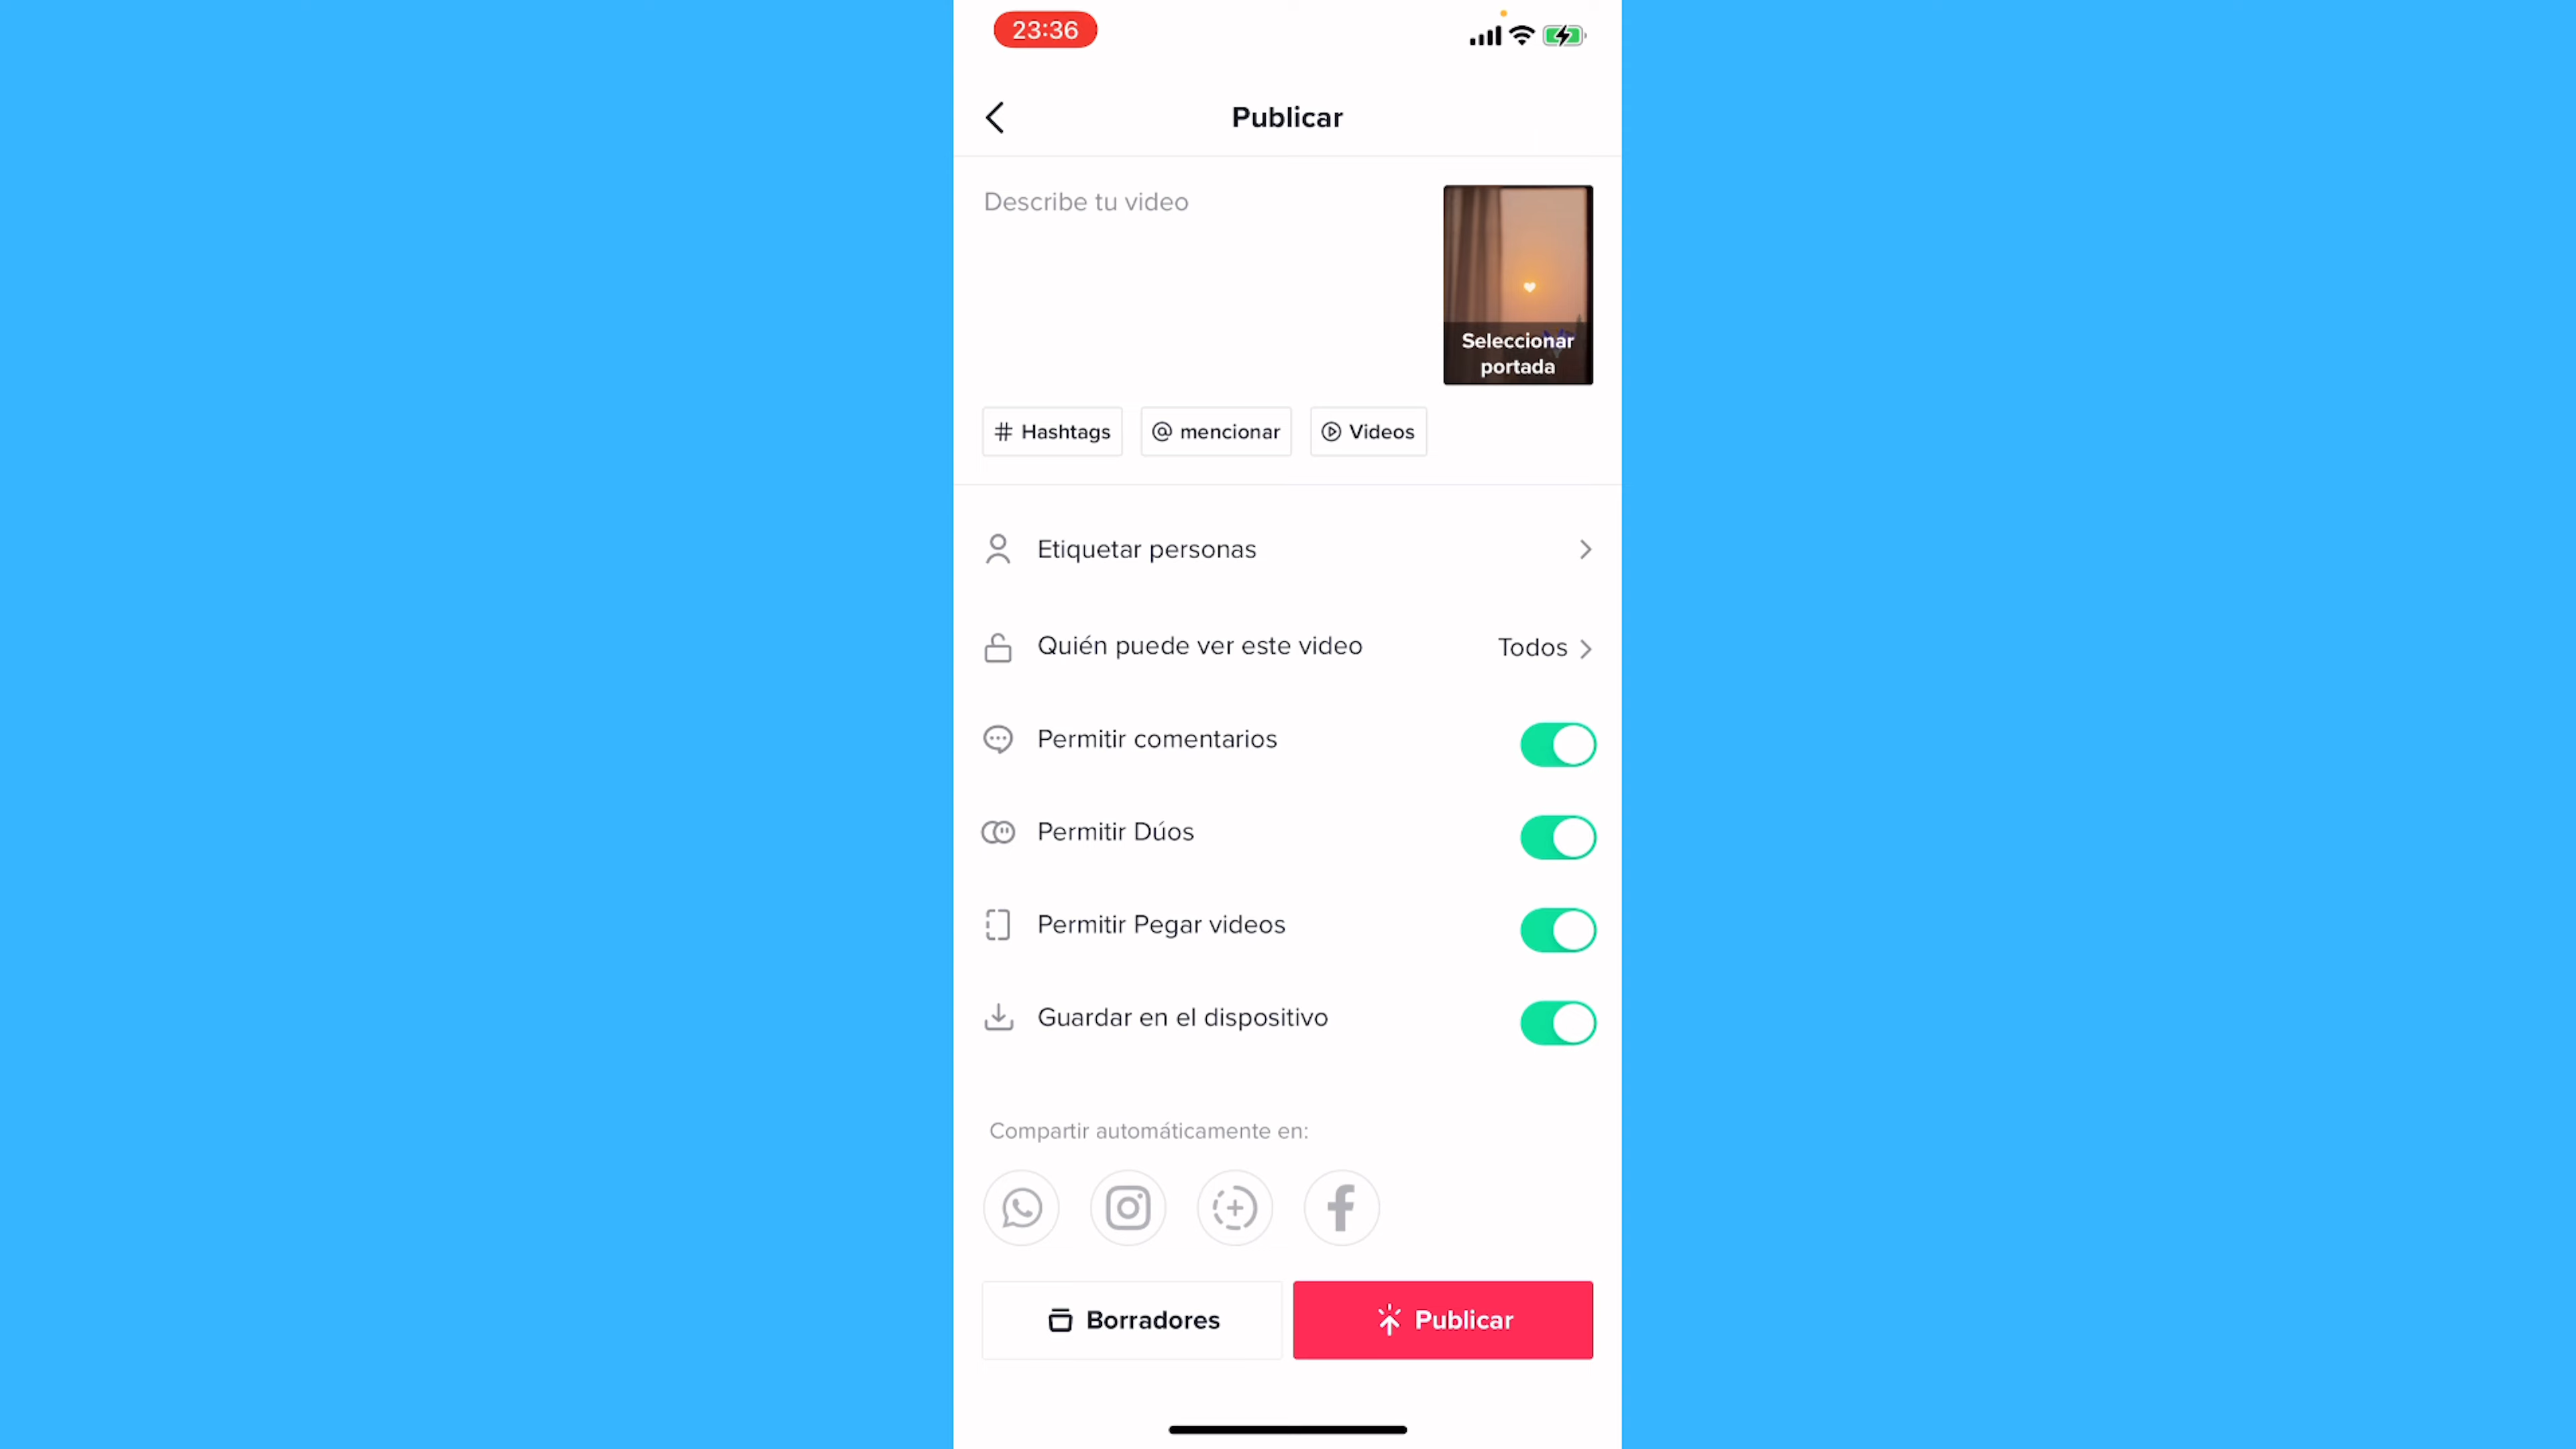 23:36
Publicar
Describe tu video
Seleccionar
portada
# Hashtags
@ mencionar
Videos
Etiquetar personas
Quién puede ver este video
Todos
Permitir comentarios
Permitir Dúos
Permitir Pegar videos
Guardar en el dispositivo
Compartir automáticamente en:
Borradores
Publicar